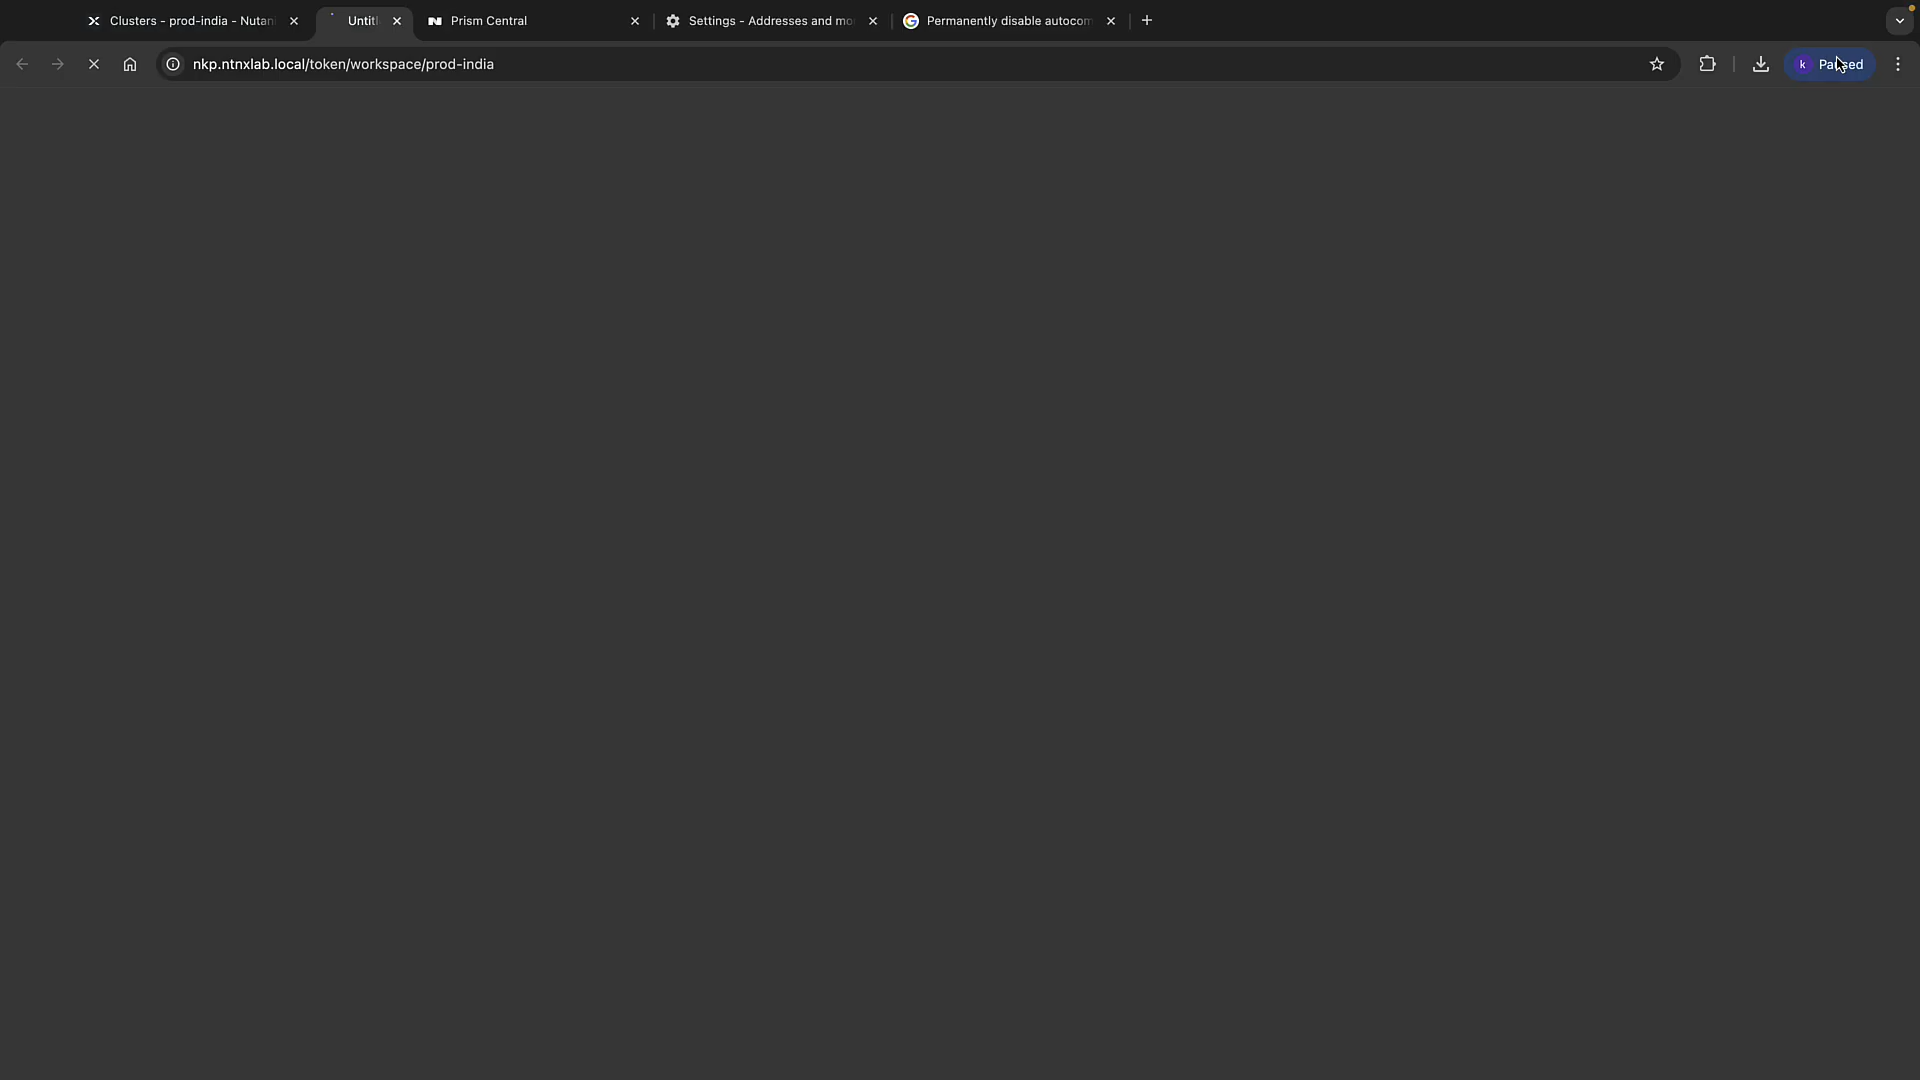 Clusters - prod-india - Nutan
Untitl
Prism Central
Settings - Addresses and mo
Permanently disable autocom
nkp.ntnxlab.local/token/workspace/prod-india
k
Paused